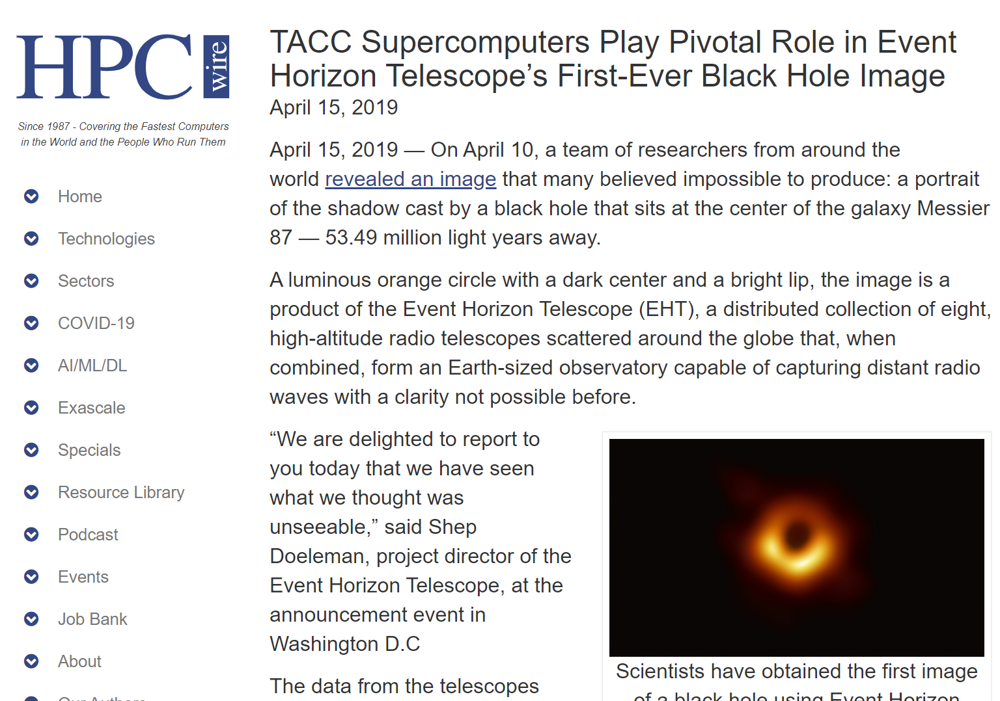 HPC wire
Since 1987 - Covering the Fastest Computers
in the World and the People Who Run Them
Home
Technologies
Sectors
COVID-19
AI/ML/DL
Exascale
Specials
Resource Library
Podcast
Events
Job Bank
About
Our Authors
TACC Supercomputers Play Pivotal Role in Event
Horizon Telescope’s First-Ever Black Hole Image
April 15, 2019
April 15, 2019 — On April 10, a team of researchers from around the
world revealed an image that many believed impossible to produce: a portrait
of the shadow cast by a black hole that sits at the center of the galaxy Messier
87 — 53.49 million light years away.
A luminous orange circle with a dark center and a bright lip, the image is a
product of the Event Horizon Telescope (EHT), a distributed collection of eight,
high-altitude radio telescopes scattered around the globe that, when
combined, form an Earth-sized observatory capable of capturing distant radio
waves with a clarity not possible before.
“We are delighted to report to
you today that we have seen
what we thought was
unseeable,” said Shep
Doeleman, project director of the
Event Horizon Telescope, at the
announcement event in
Washington D.C
The data from the telescopes
Scientists have obtained the first image
of a black hole using Event Horizon